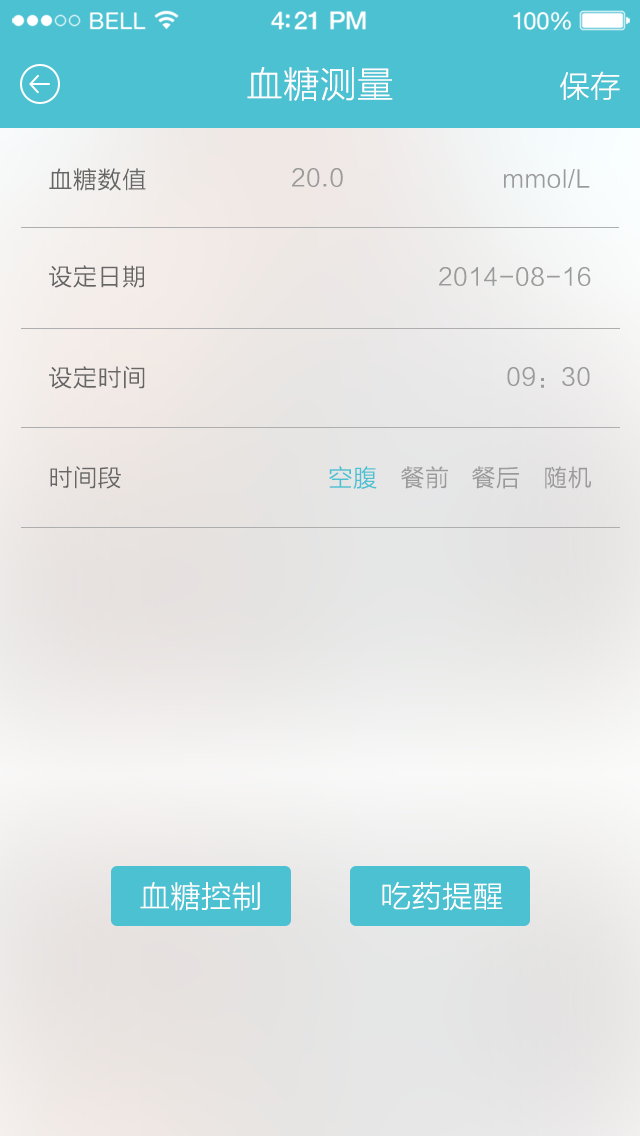 BELL 4:21 PM 100%
血糖测量 保存
血糖数值 20.0 mmol/L
设定日期 2014-08-16
设定时间 09：30
时间段 空腹 餐前 餐后 随机
血糖控制 吃药提醒